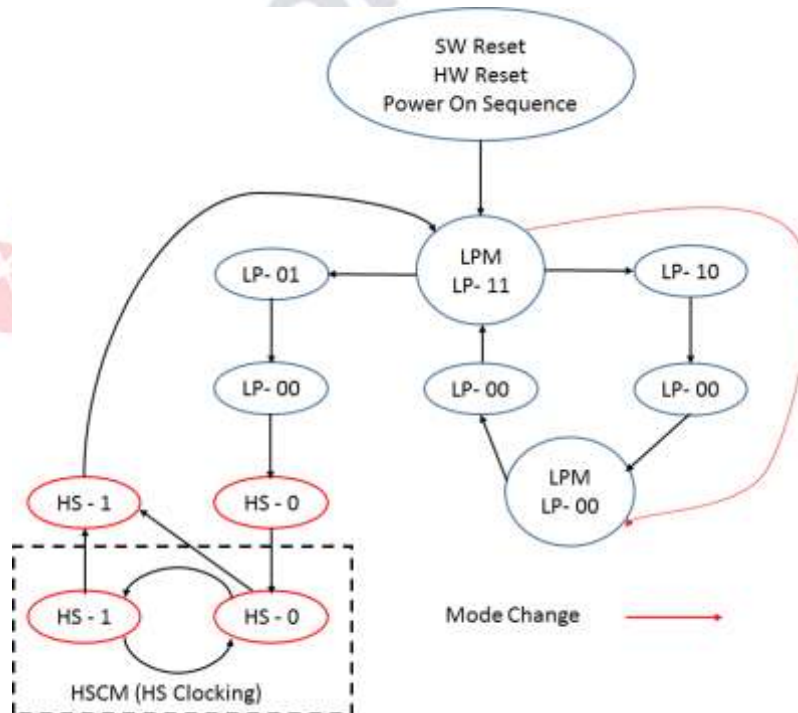 SW Reset
HW Reset
Power On Sequence
LPM
LP- 11
LP- 01
LP- 10
LP- 00
LP- 00
LP- 00
LPM
LP- 00
HS - 1
HS - 0
HS - 1
HS - 0
Mode Change
HSCM (HS Clocking)